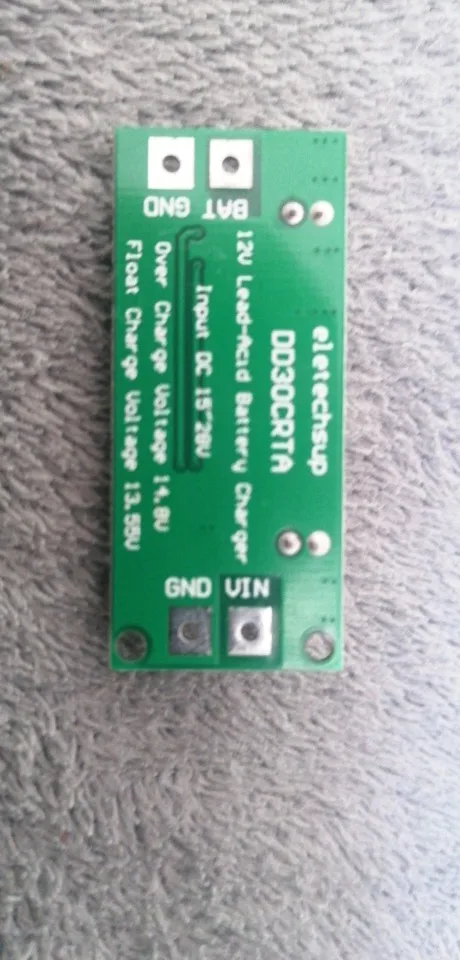 eletechsup
DD30CRTA
12V Lead-Acid Battery Charger
Input DC 15~28V
Over Charge Voltage 14.8V
Float Charge Voltage 13.55V
BAT GND
GND VIN